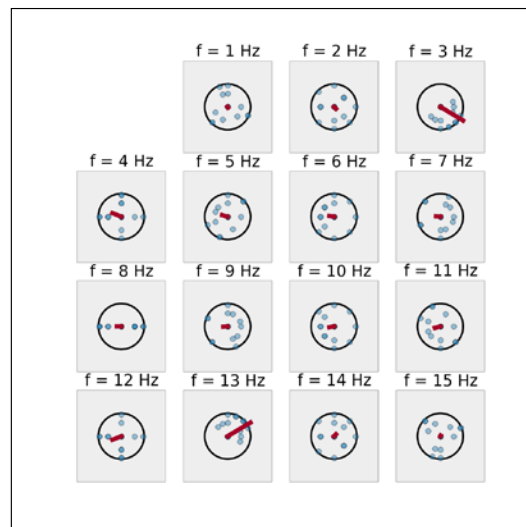 f = 1 Hz f = 2 Hz f = 3 Hz
f = 4 Hz f = 5 Hz f = 6 Hz f = 7 Hz
f = 8 Hz f = 9 Hz f = 10 Hz f = 11 Hz
f = 12 Hz f = 13 Hz f = 14 Hz f = 15 Hz